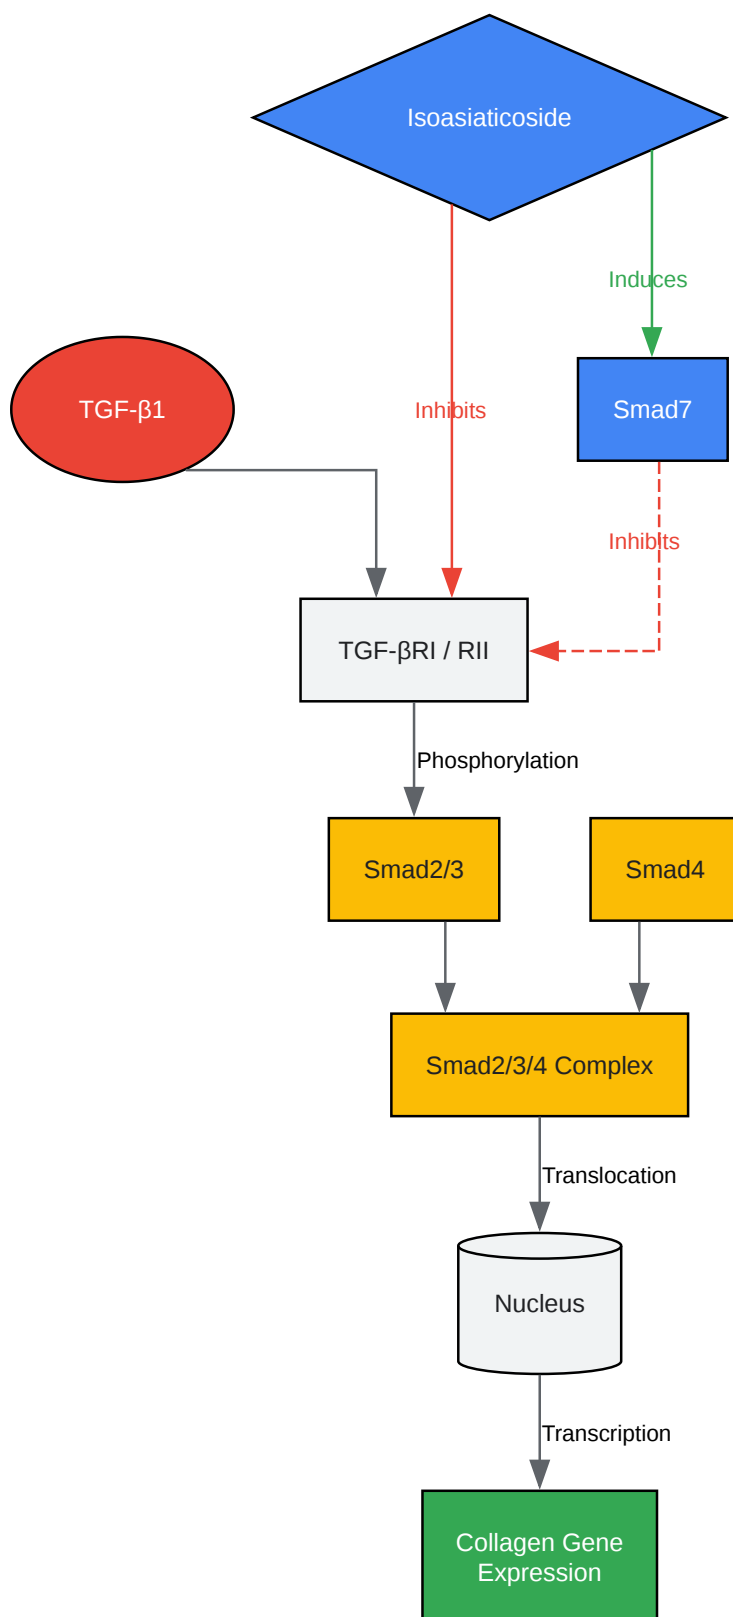 Isoasiaticoside
Induces
TGF-β1
Inhibits
Smad7
Inhibits
TGF-βRI / RII
Phosphorylation
Smad2/3
Smad4
Smad2/3/4 Complex
Translocation
Nucleus
Transcription
Collagen Gene
Expression